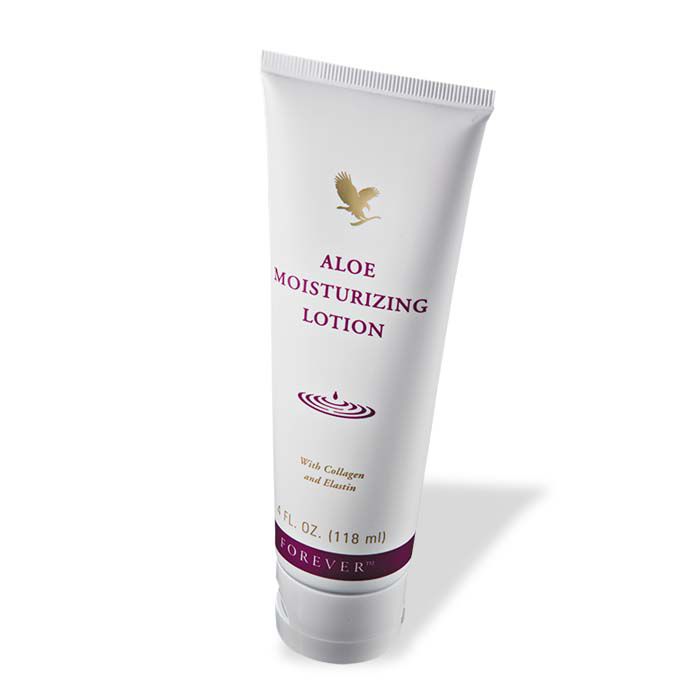 ALOE
MOISTURIZING
LOTION
With Collagen
and Elastin
4 FL. OZ. (118 ml)
FOREVER™